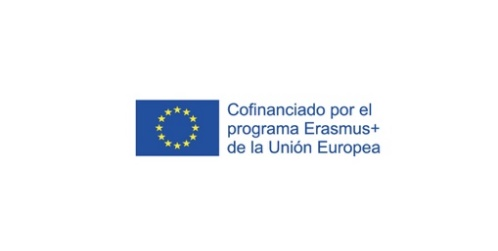 Cofinanciado por el
programa Erasmus+
de la Unión Europea